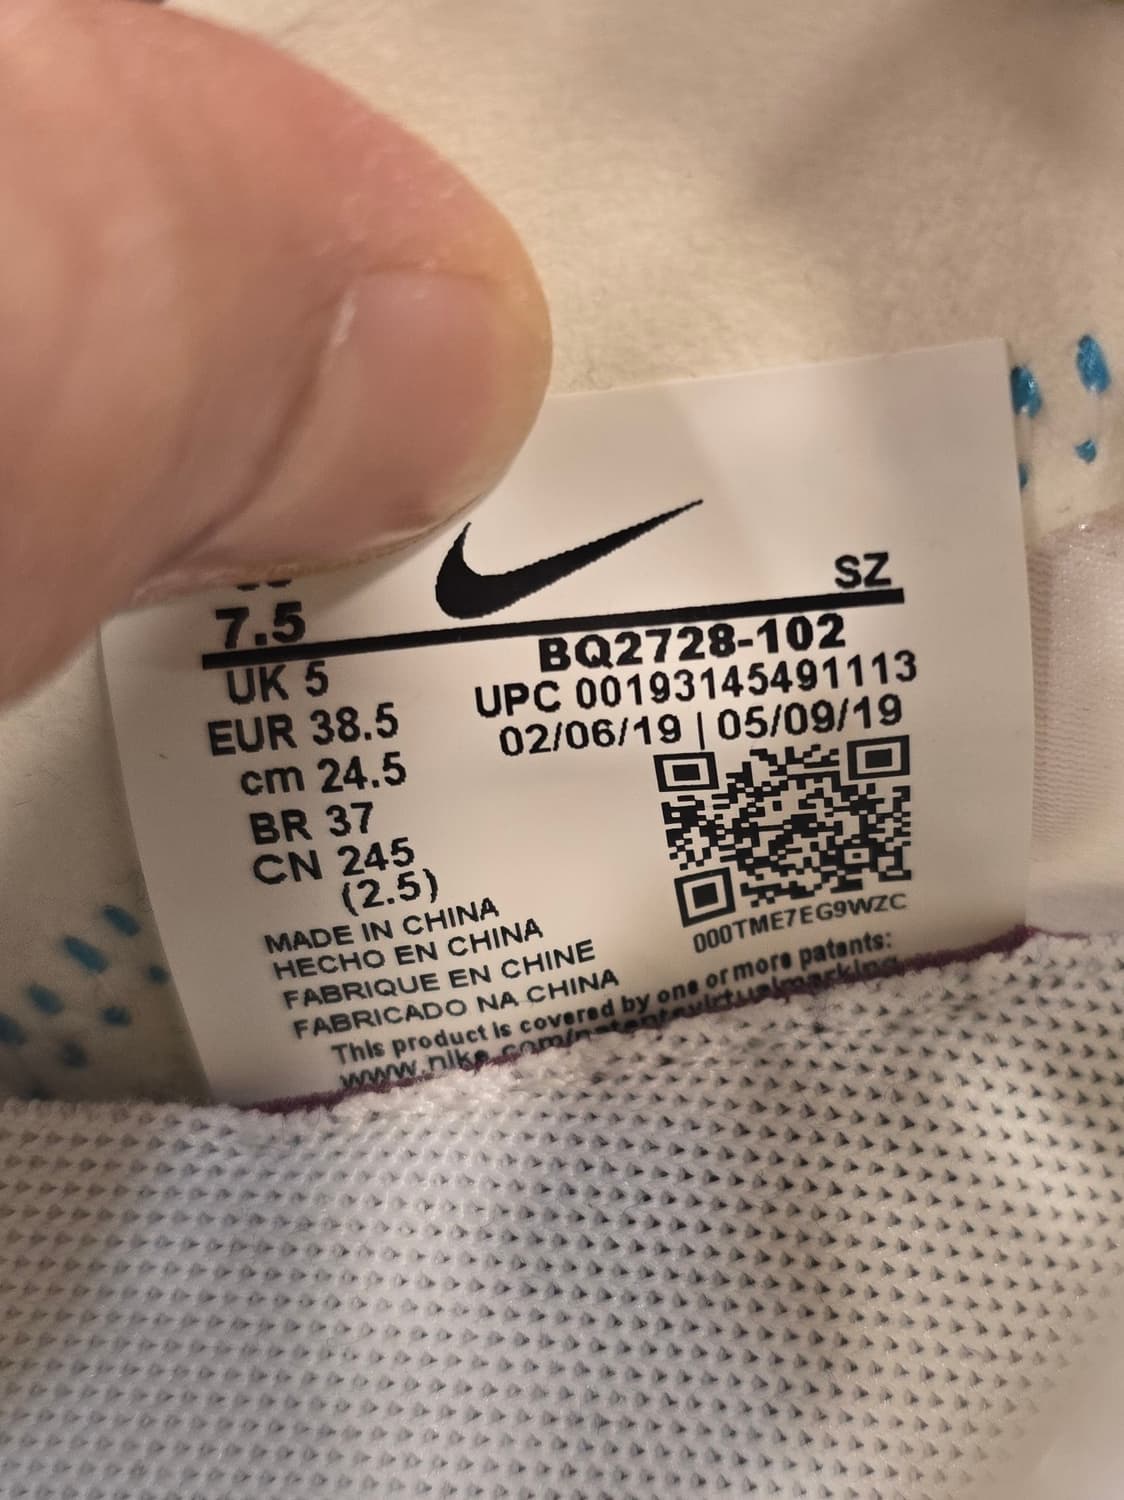 SZ
7.5
UK 5
EUR 38.5
cm 24.5
BR 37
CN 245
(2.5)
BQ2728-102
UPC 00193145491113
02/06/19 | 05/09/19
000TME7EG9WZC
MADE IN CHINA
HECHO EN CHINA
FABRIQUE EN CHINE
FABRICADO NA CHINA
This product is covered by one or more patents: